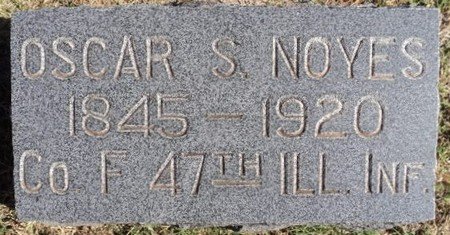 OSCAR S. NOYES
1845 – 1920
Co. F 47TH ILL. INF.